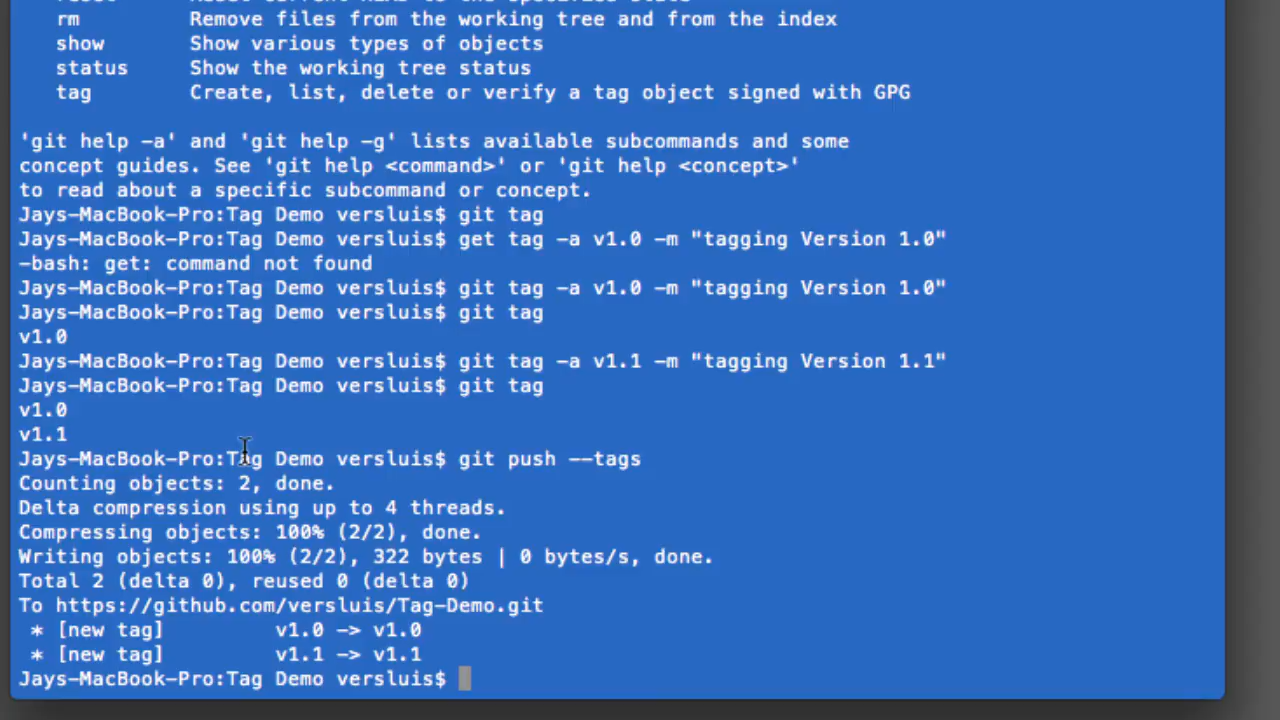 rm Remove files from the working tree and from the index
show Show various types of objects
status Show the working tree status
tag Create, list, delete or verify a tag object signed with GPG
'git help -a' and 'git help -g' lists available subcommands and some
concept guides. See 'git help <command>' or 'git help <concept>'
to read about a specific subcommand or concept.
Jays-MacBook-Pro:Tag Demo versluis$ git tag
Jays-MacBook-Pro:Tag Demo versluis$ get tag -a v1.0 -m "tagging Version 1.0"
-bash: get: command not found
Jays-MacBook-Pro:Tag Demo versluis$ git tag -a v1.0 -m "tagging Version 1.0"
Jays-MacBook-Pro:Tag Demo versluis$ git tag
v1.0
Jays-MacBook-Pro:Tag Demo versluis$ git tag -a v1.1 -m "tagging Version 1.1"
Jays-MacBook-Pro:Tag Demo versluis$ git tag
v1.0
v1.1
Jays-MacBook-Pro:Tag Demo versluis$ git push --tags
Counting objects: 2, done.
Delta compression using up to 4 threads.
Compressing objects: 100% (2/2), done.
Writing objects: 100% (2/2), 322 bytes | 0 bytes/s, done.
Total 2 (delta 0), reused 0 (delta 0)
To https://github.com/versluis/Tag-Demo.git
 * [new tag] v1.0 -> v1.0
 * [new tag] v1.1 -> v1.1
Jays-MacBook-Pro:Tag Demo versluis$